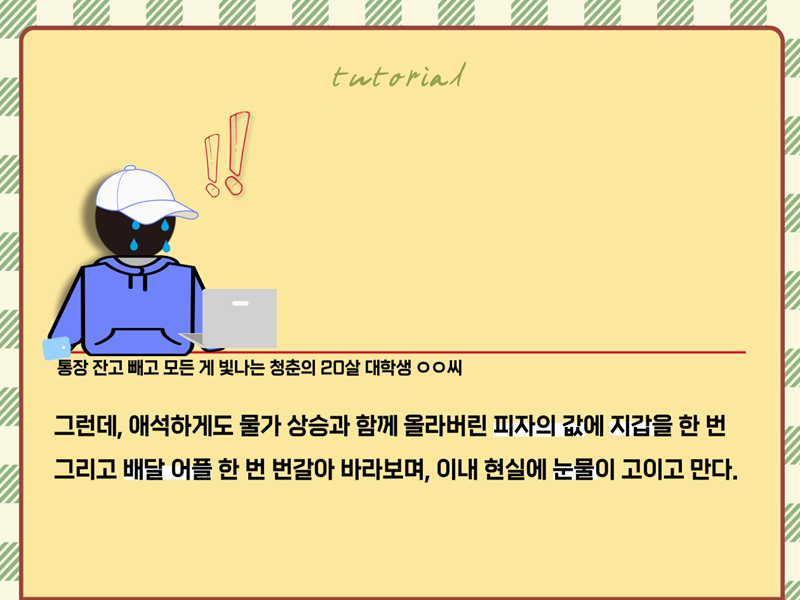 tutorial
!!
통장 잔고 빼고 모든 게 빛나는 청춘의 20살 대학생 ㅇㅇ씨
그런데, 애석하게도 물가 상승과 함께 올라버린 피자의 값에 지갑을 한 번
그리고 배달 어플 한 번 번갈아 바라보며, 이내 현실에 눈물이 고이고 만다.